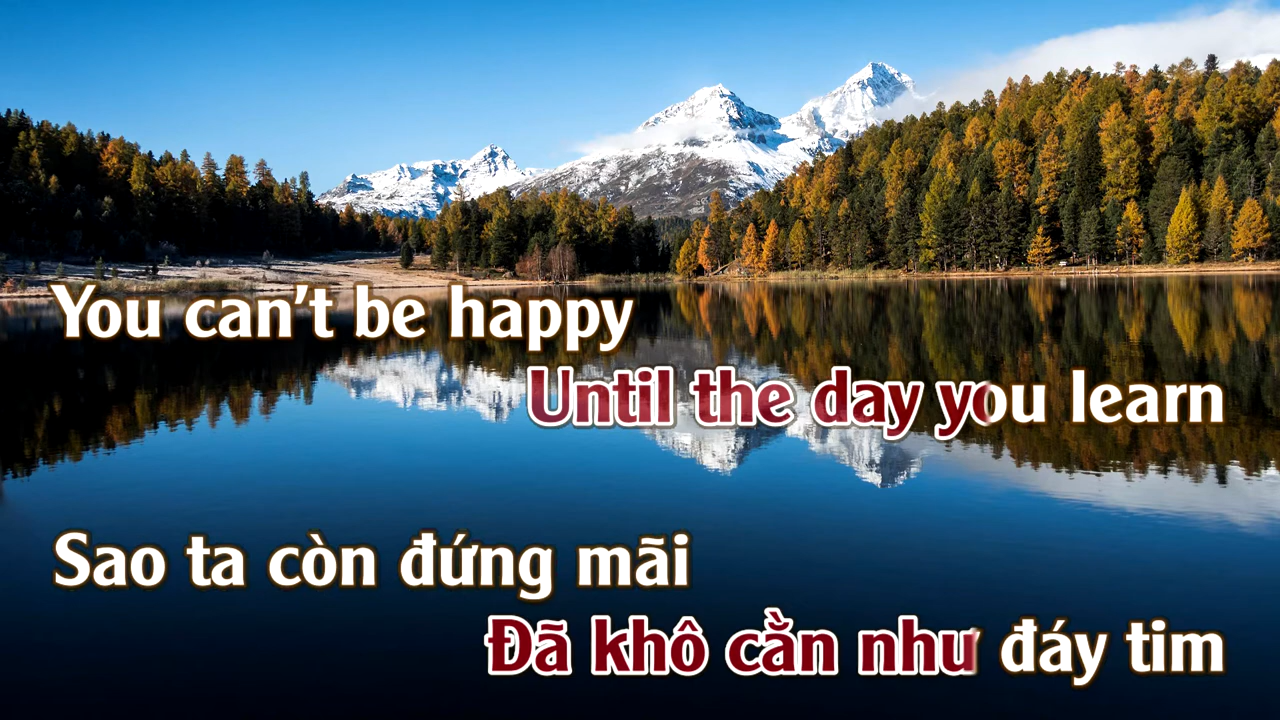 You can't be happy
Until the day you learn
Sao ta còn đứng mãi
Đã khô cằn như đáy tim